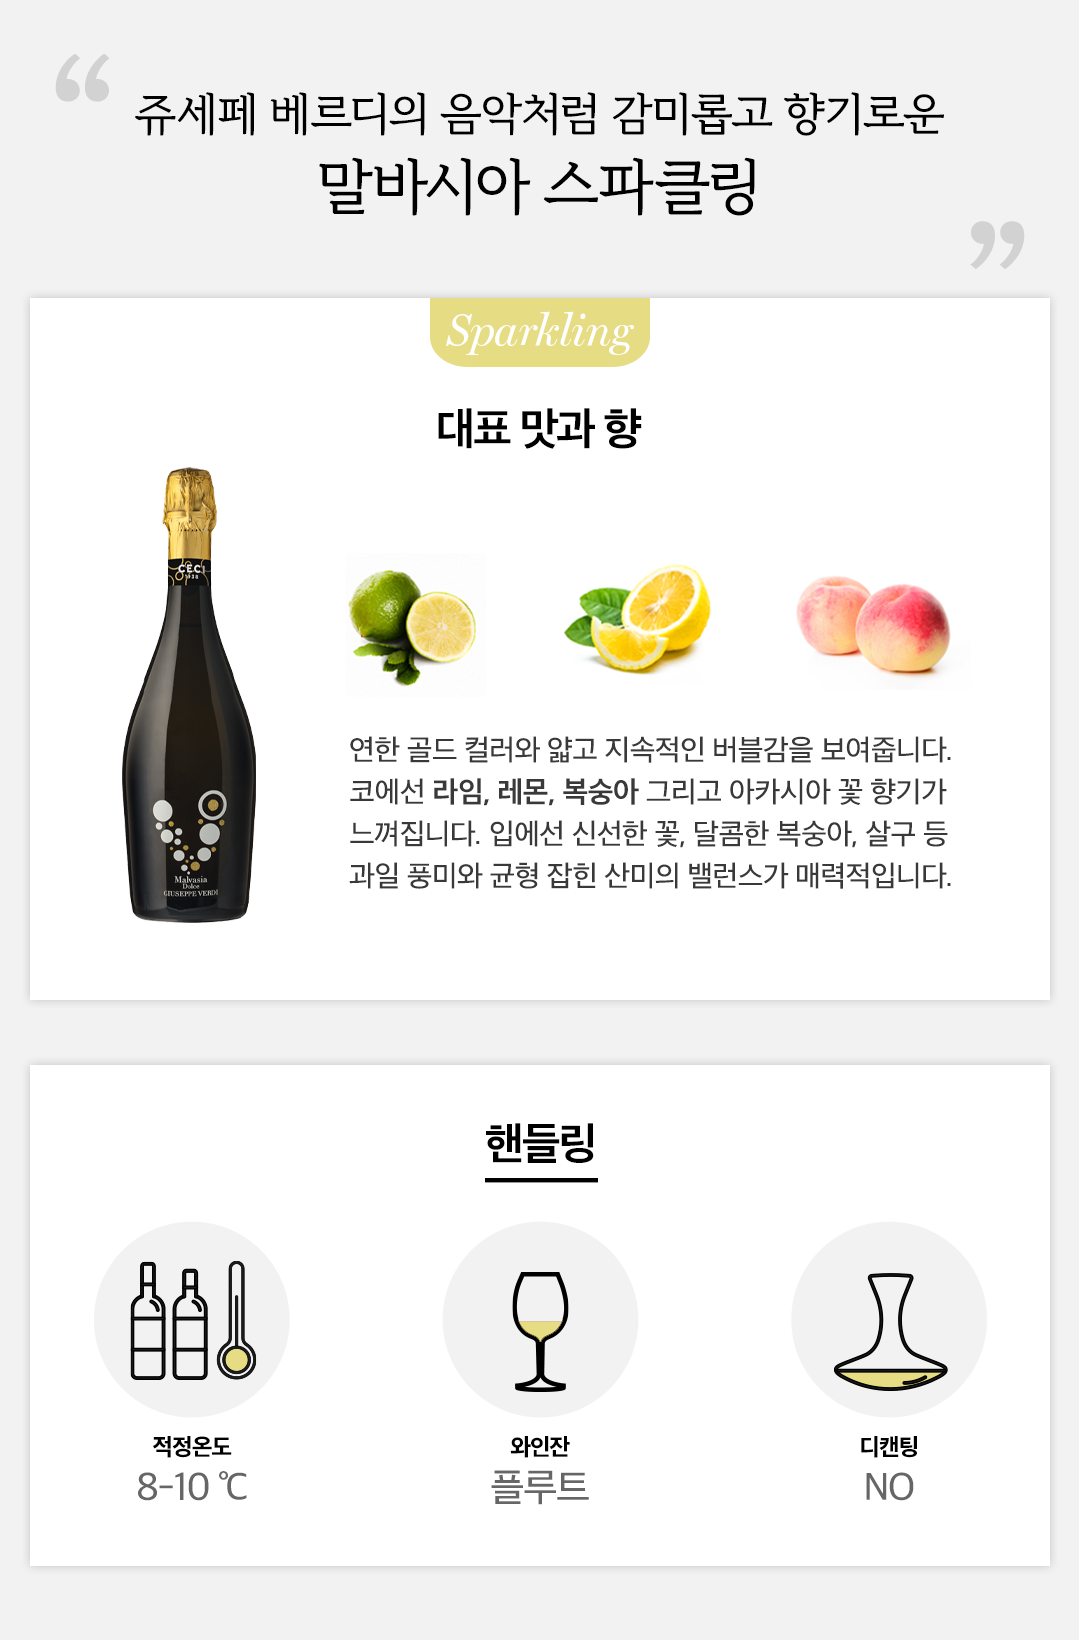 “
쥬세페 베르디의 음악처럼 감미롭고 향기로운
말바시아 스파클링
”
Sparkling
대표 맛과 향
CECI
1938
Malvasia
Dolce
GIUSEPPE VERDI
연한 골드 컬러와 얇고 지속적인 버블감을 보여줍니다.
코에선 라임, 레몬, 복숭아 그리고 아카시아 꽃 향기가
느껴집니다. 입에선 신선한 꽃, 달콤한 복숭아, 살구 등
과일 풍미와 균형 잡힌 산미의 밸런스가 매력적입니다.
핸들링
적정온도
8-10 ℃
와인잔
플루트
디캔팅
NO